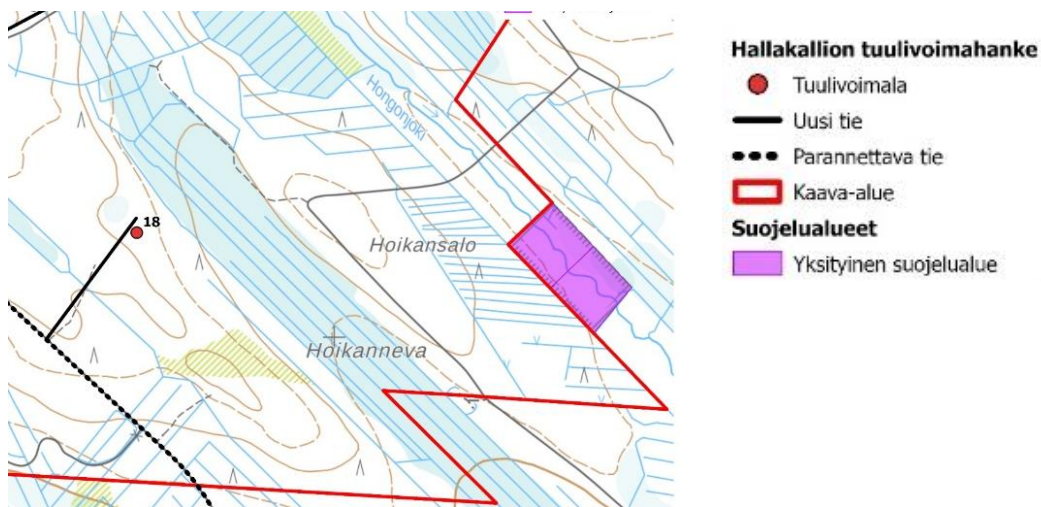 Hongonjoki
18
Hoikansalo
Hoikanneva
Hallakallion tuulivoimahanke
Tuulivoimala
Uusi tie
Parannettava tie
Kaava-alue
Suojelualueet
Yksityinen suojelualue